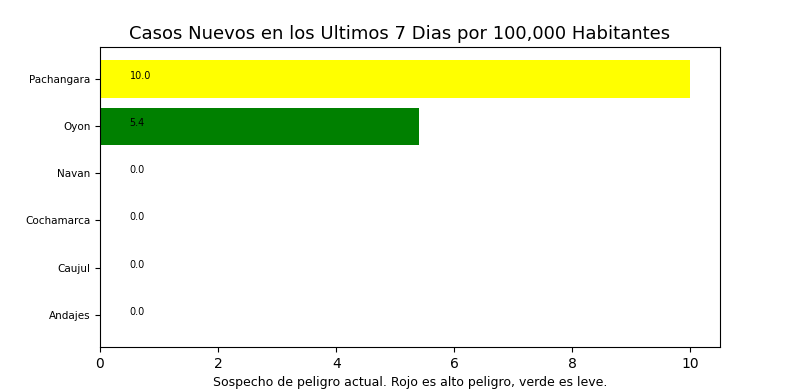 Casos Nuevos en los Ultimos 7 Dias por 100,000 Habitantes
Pachangara 10.0
Oyon 5.4
Navan 0.0
Cochamarca 0.0
Caujul 0.0
Andajes 0.0
0 2 4 6 8 10
Sospecho de peligro actual. Rojo es alto peligro, verde es leve.